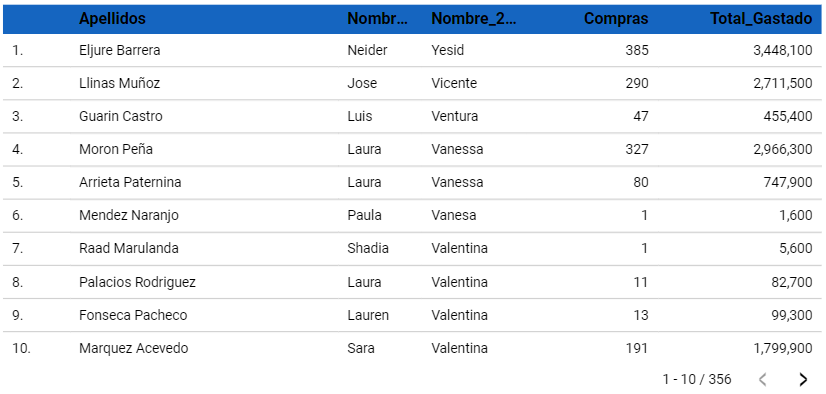 Apellidos Nombr... Nombre_2... Compras Total_Gastado
1. Eljure Barrera Neider Yesid 385 3,448,100
2. Llinas Muñoz Jose Vicente 290 2,711,500
3. Guarin Castro Luis Ventura 47 455,400
4. Moron Peña Laura Vanessa 327 2,966,300
5. Arrieta Paternina Laura Vanessa 80 747,900
6. Mendez Naranjo Paula Vanesa 1 1,600
7. Raad Marulanda Shadia Valentina 1 5,600
8. Palacios Rodriguez Laura Valentina 11 82,700
9. Fonseca Pacheco Lauren Valentina 13 99,300
10. Marquez Acevedo Sara Valentina 191 1,799,900
1 - 10 / 356 < >